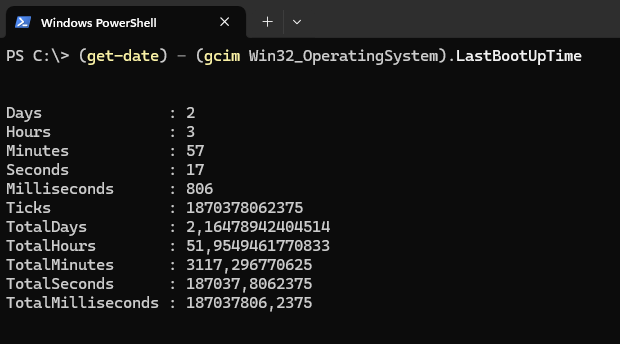 Windows PowerShell
PS C:\> (get-date) - (gcim Win32_OperatingSystem).LastBootUpTime
Days              : 2
Hours             : 3
Minutes           : 57
Seconds           : 17
Milliseconds      : 806
Ticks             : 1870378062375
TotalDays         : 2,16478942404514
TotalHours        : 51,9549461770833
TotalMinutes      : 3117,296770625
TotalSeconds      : 187037,8062375
TotalMilliseconds : 187037806,2375